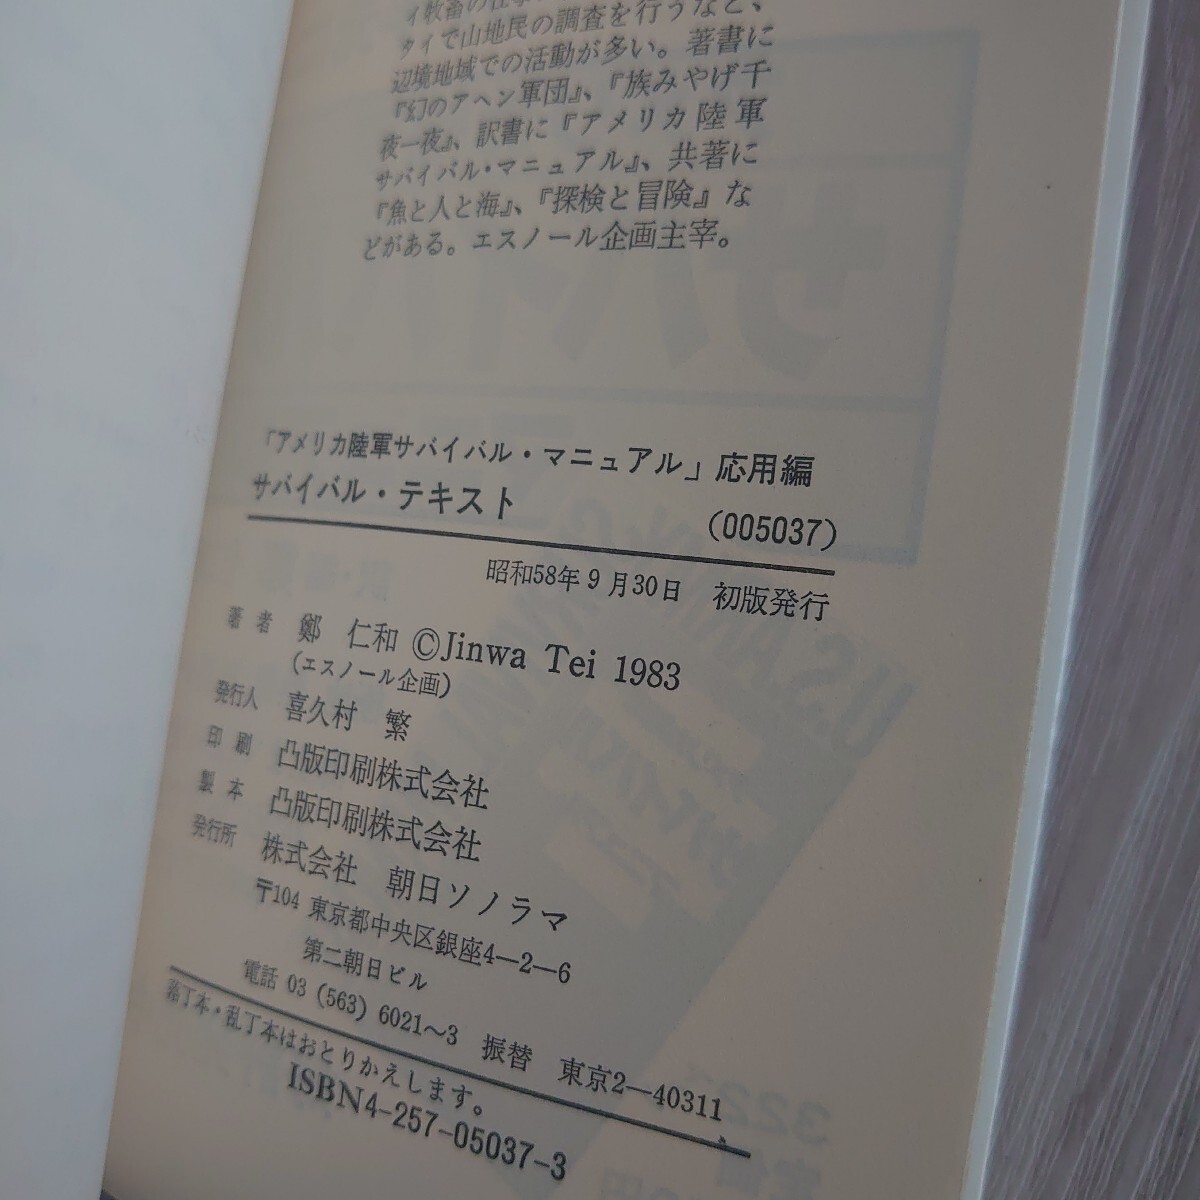 タイで山地民の調査を行うなど、
辺境地域での活動が多い。著書に
『幻のアヘン軍団』、『族みやげ千
夜一夜』、訳書に『アメリカ陸軍
サバイバル・マニュアル』、共著に
『魚と人と海』、『探検と冒険』な
どがある。エスノール企画主宰。
「アメリカ陸軍サバイバル・マニュアル」応用編
サバイバル・テキスト (005037)
昭和58年9月30日 初版発行
著者 鄭 仁和 ©Jinwa Tei 1983
(エスノール企画)
発行人 喜久村 繁
印刷 凸版印刷株式会社
製本 凸版印刷株式会社
発行所 株式会社 朝日ソノラマ
〒104 東京都中央区銀座4―2―6
第二朝日ビル
電話 03 (563) 6021〜3 振替 東京2―40311
落丁本・乱丁本はおとりかえします。
ISBN4-257-05037-3